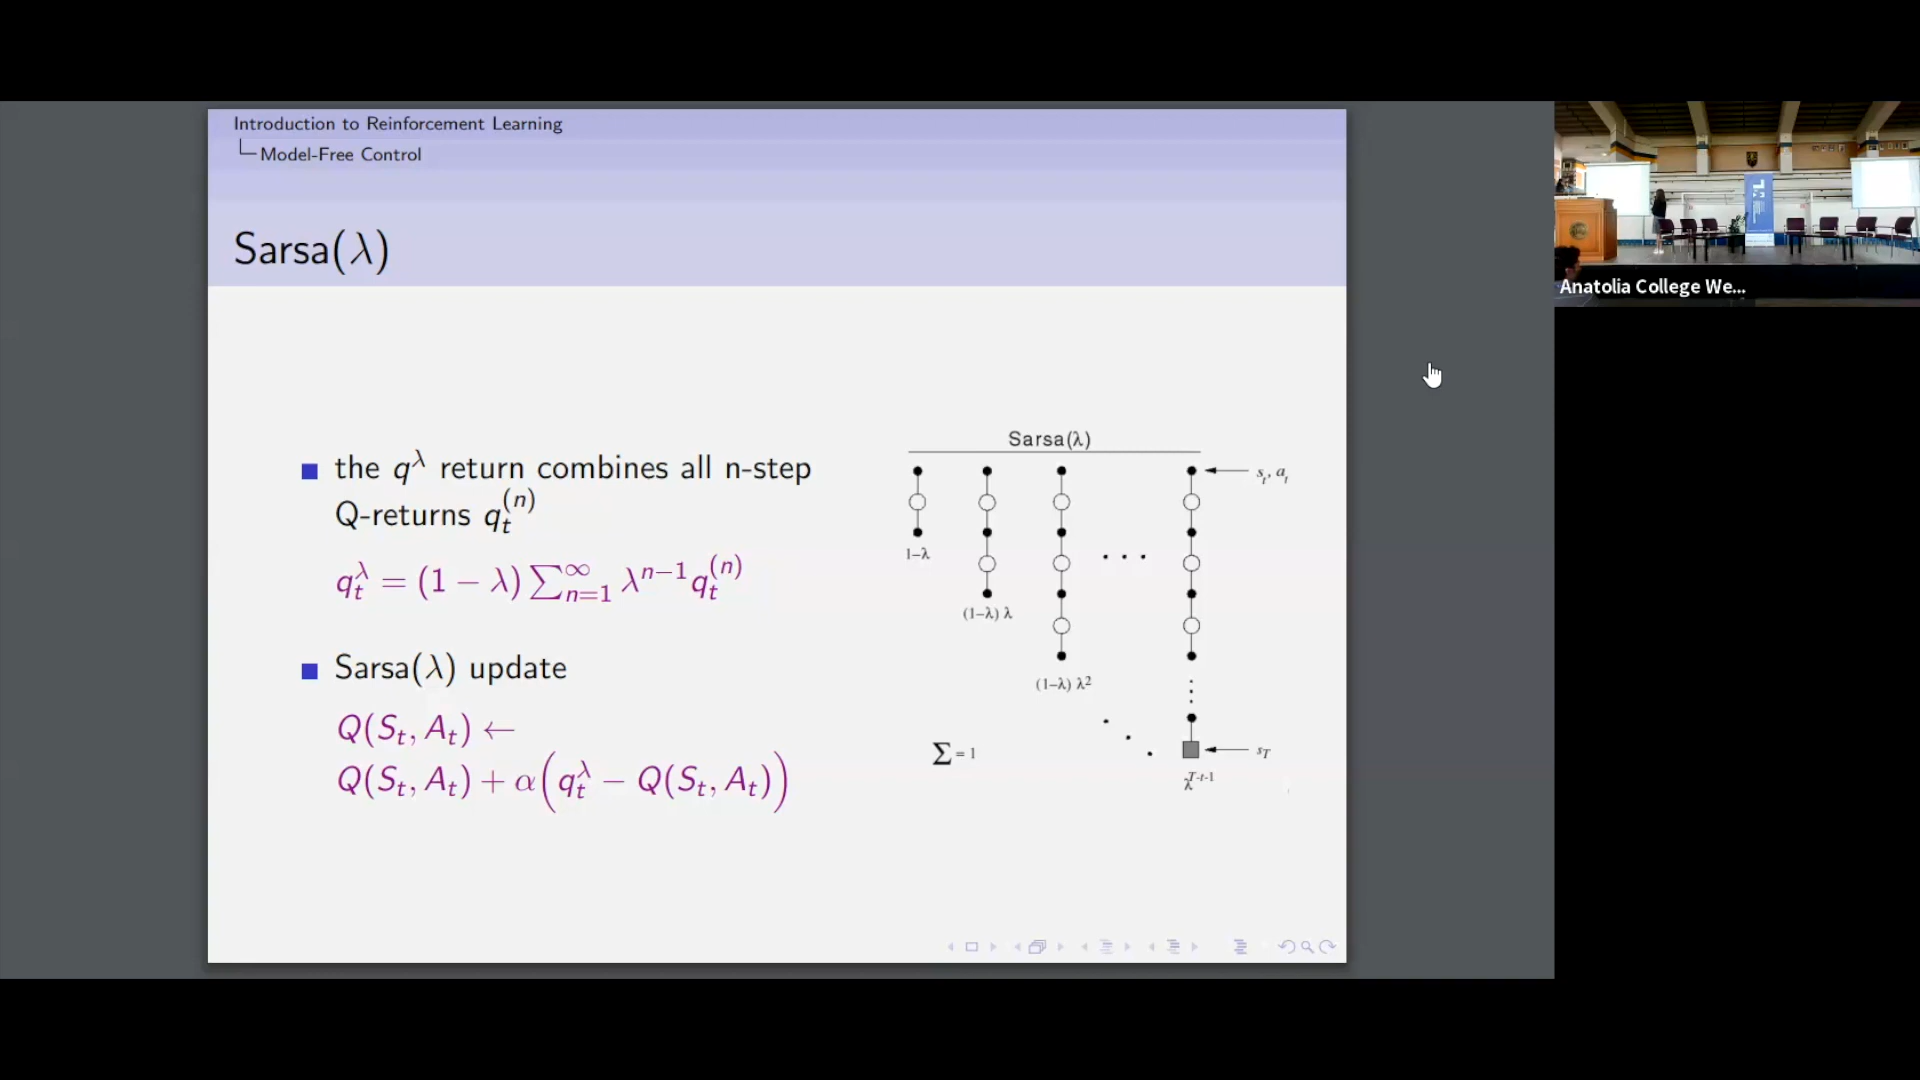 Introduction to Reinforcement Learning
Model-Free Control
Sarsa(λ)
the q^λ return combines all n-step
Q-returns q_t^(n)
q_t^λ = (1 − λ) ∑_{n=1}^∞ λ^{n−1} q_t^(n)
Sarsa(λ) update
Q(S_t, A_t) ←
Q(S_t, A_t) + α(q_t^λ − Q(S_t, A_t))
Sarsa(λ)
s_t, a_t
1−λ
(1−λ) λ
(1−λ) λ²
∑ = 1
s_T
λ^{T-t-1}
Anatolia College We...